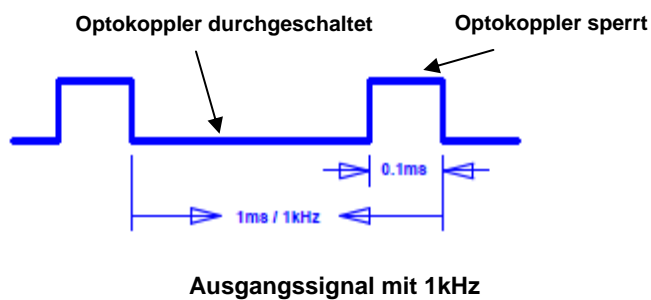 Optokoppler durchgeschaltet
Optokoppler sperrt
0.1ms
1ms / 1kHz
Ausgangssignal mit 1kHz